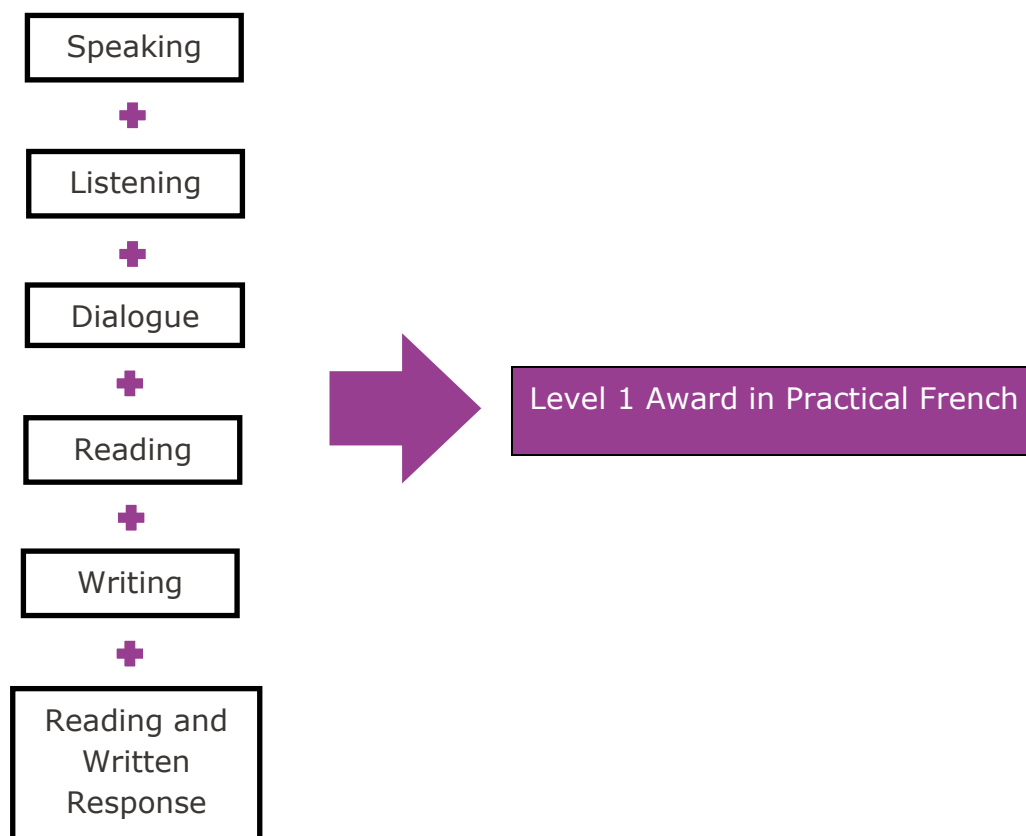 Speaking
Listening
Dialogue
Reading
Writing
Reading and
Written
Response
Level 1 Award in Practical French